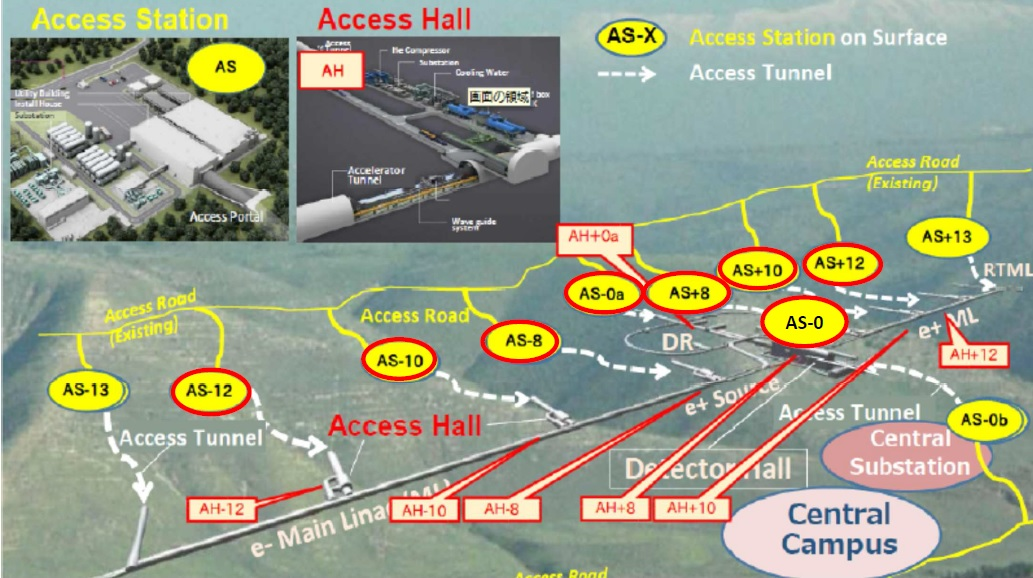 Access Station
Access Hall
AS-X
Access Station on Surface
Access Tunnel
AS
Utility Building
Install House
Substation
Access Portal
AH
He Compressor
Substation
Cooling Water
画面の領域
box
Accelerator
Tunnel
Wave guide
system
Access Road
(Existing)
AH+0a
AS+10
AS+12
AS+13
RTML
AS-0a
AS+8
AS-0
e+ ML
AH+12
Access Road
(Existing)
Access Road
AS-8
DR
AS-10
AS-13
AS-12
e+ Source
Access Tunnel
AS-0b
Access Tunnel
Access Hall
Central
Substation
Detector Hall
AH-12
AH-10
AH-8
AH+8
AH+10
e- Main Linac (ML)
Central
Campus
Access Road